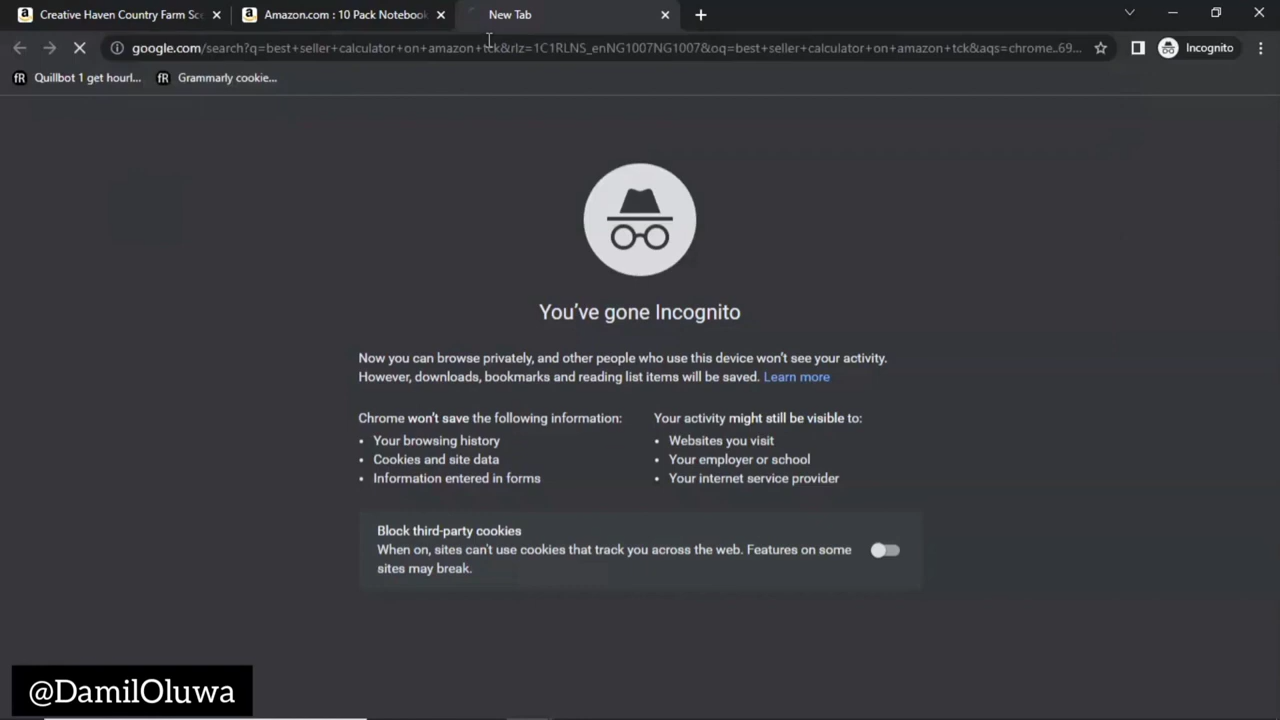 Creative Haven Country Farm Sce
Amazon.com : 10 Pack Notebook
New Tab
google.com/search?q=best+seller+calculator+on+amazon+tck&rlz=1C1RLNS_enNG1007NG1007&oq=best+seller+calculator+on+amazon+tck&aqs=chrome..69...
Incognito
Quillbot 1 get hourl...
Grammarly cookie...
You've gone Incognito
Now you can browse privately, and other people who use this device won't see your activity.
However, downloads, bookmarks and reading list items will be saved. Learn more
Chrome won't save the following information:
• Your browsing history
• Cookies and site data
• Information entered in forms
Your activity might still be visible to:
• Websites you visit
• Your employer or school
• Your internet service provider
Block third-party cookies
When on, sites can't use cookies that track you across the web. Features on some
sites may break.
@DamilOluwa